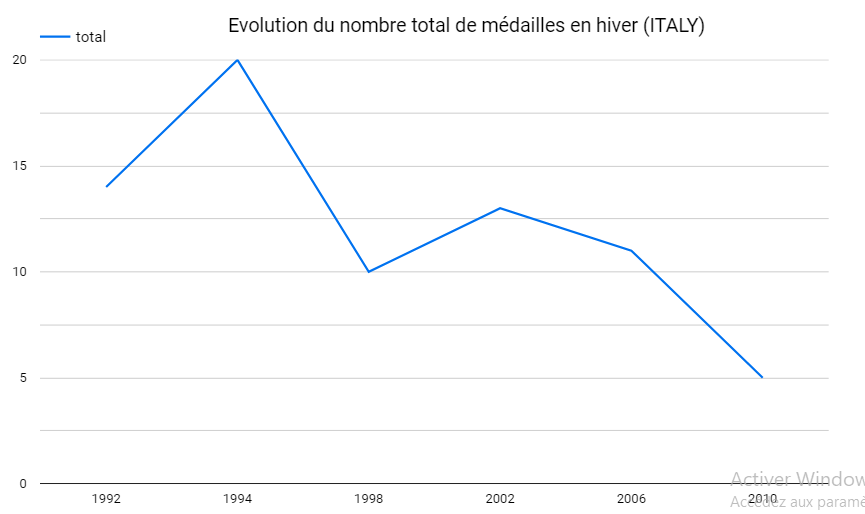 Evolution du nombre total de médailles en hiver (ITALY)
total
20
15
10
5
0
1992 1994 1998 2002 2006 2010
Activer Window
Accédez aux paramè